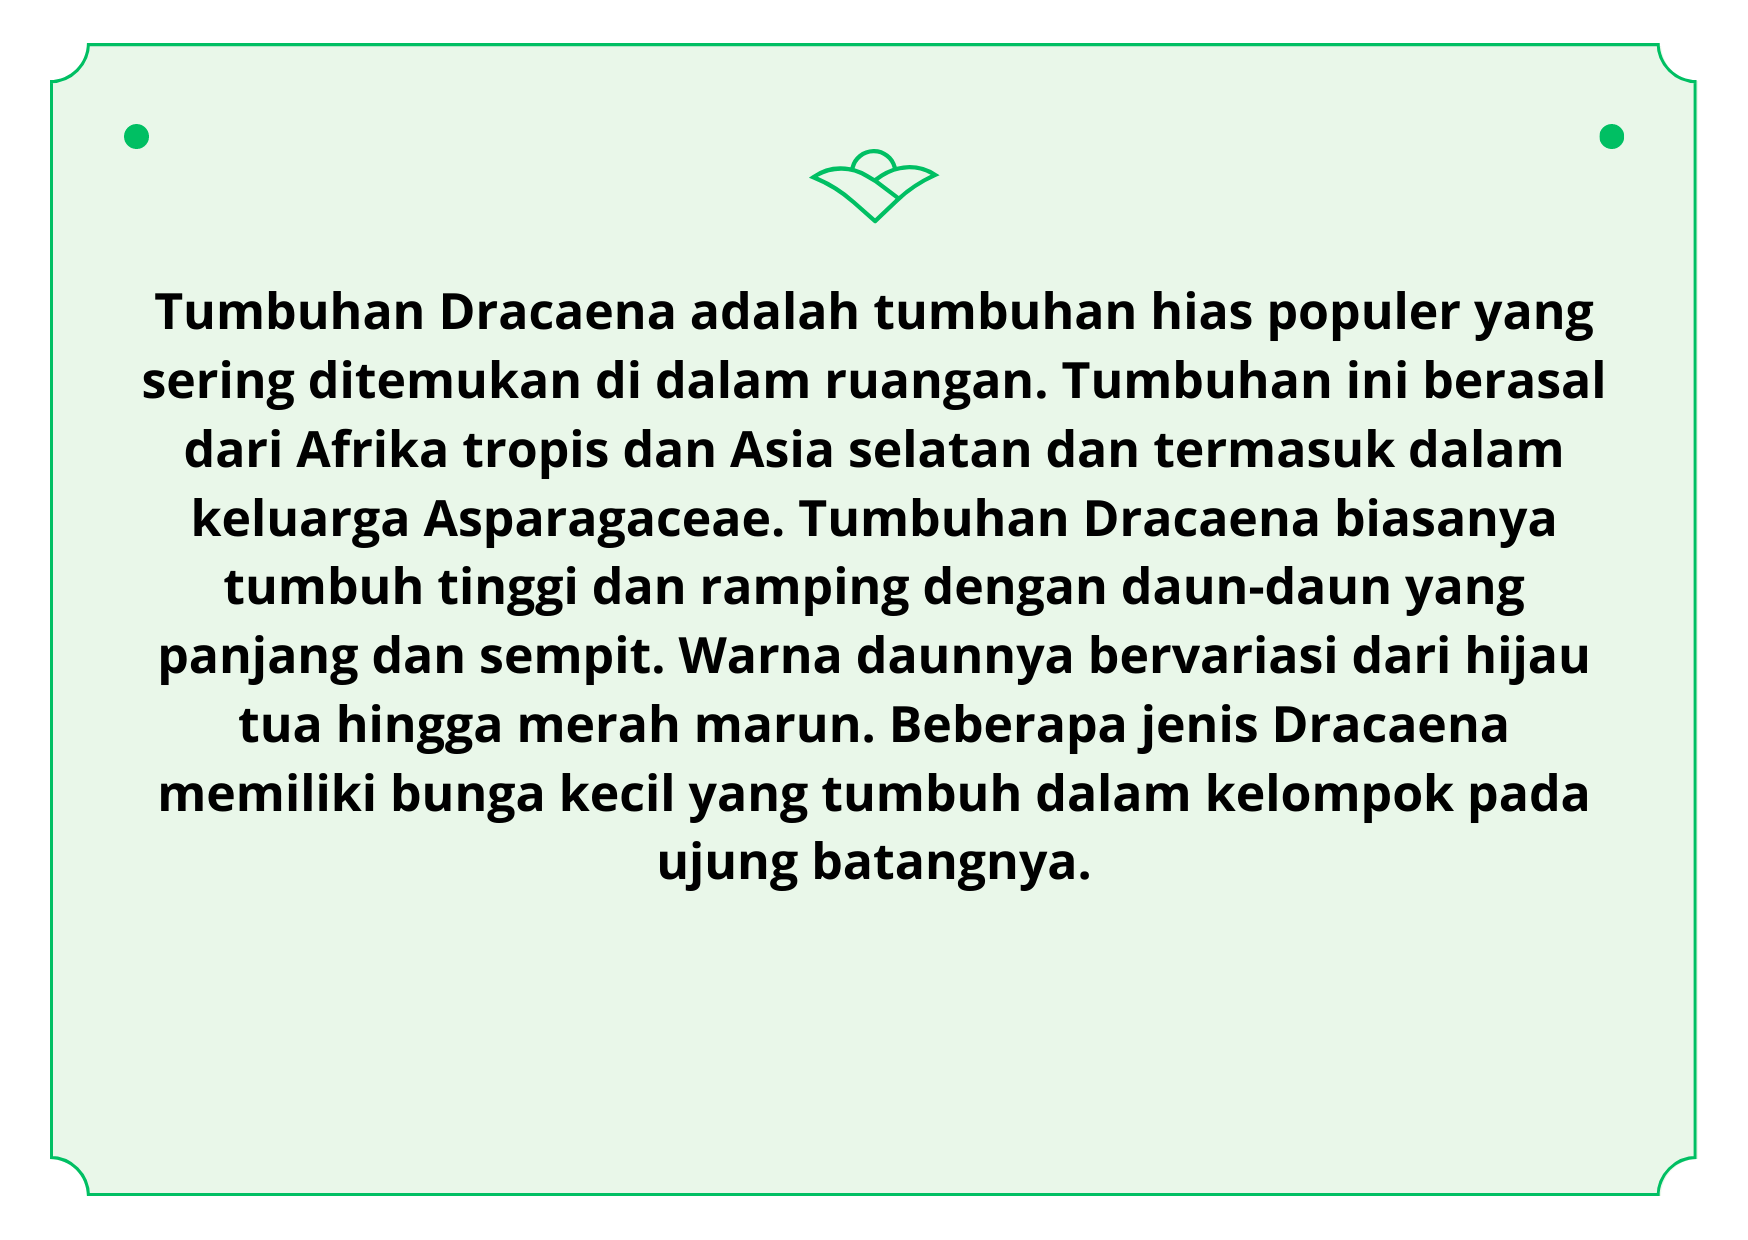 Tumbuhan Dracaena adalah tumbuhan hias populer yang
sering ditemukan di dalam ruangan. Tumbuhan ini berasal
dari Afrika tropis dan Asia selatan dan termasuk dalam
keluarga Asparagaceae. Tumbuhan Dracaena biasanya
tumbuh tinggi dan ramping dengan daun-daun yang
panjang dan sempit. Warna daunnya bervariasi dari hijau
tua hingga merah marun. Beberapa jenis Dracaena
memiliki bunga kecil yang tumbuh dalam kelompok pada
ujung batangnya.